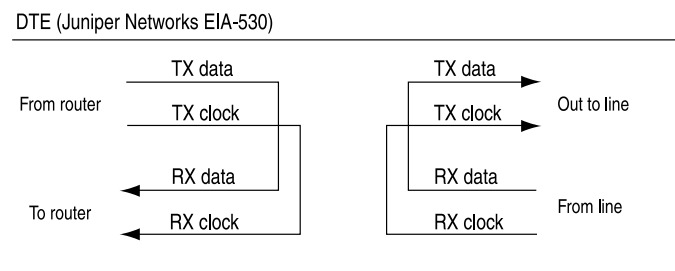 DTE (Juniper Networks EIA-530)
TX data
TX data
From router
TX clock
TX clock
Out to line
RX data
RX data
To router
From line
RX clock
RX clock